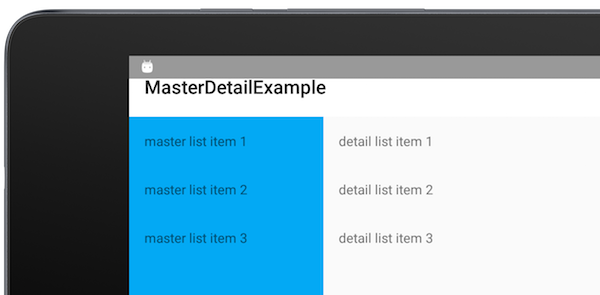 MasterDetailExample
master list item 1
detail list item 1
master list item 2
detail list item 2
master list item 3
detail list item 3